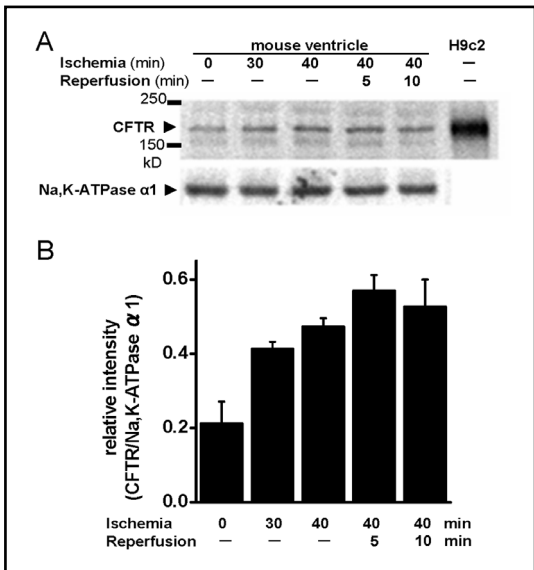 A
mouse ventricle H9c2
Ischemia (min) 0 30 40 40 40 –
Reperfusion (min) – – – 5 10 –
250
CFTR ►
150
kD
Na,K-ATPase α1 ►
B
relative intensity
(CFTR/Na,K-ATPase α1)
0.6
0.4
0.2
0.0
Ischemia 0 30 40 40 40 min
Reperfusion – – – 5 10 min